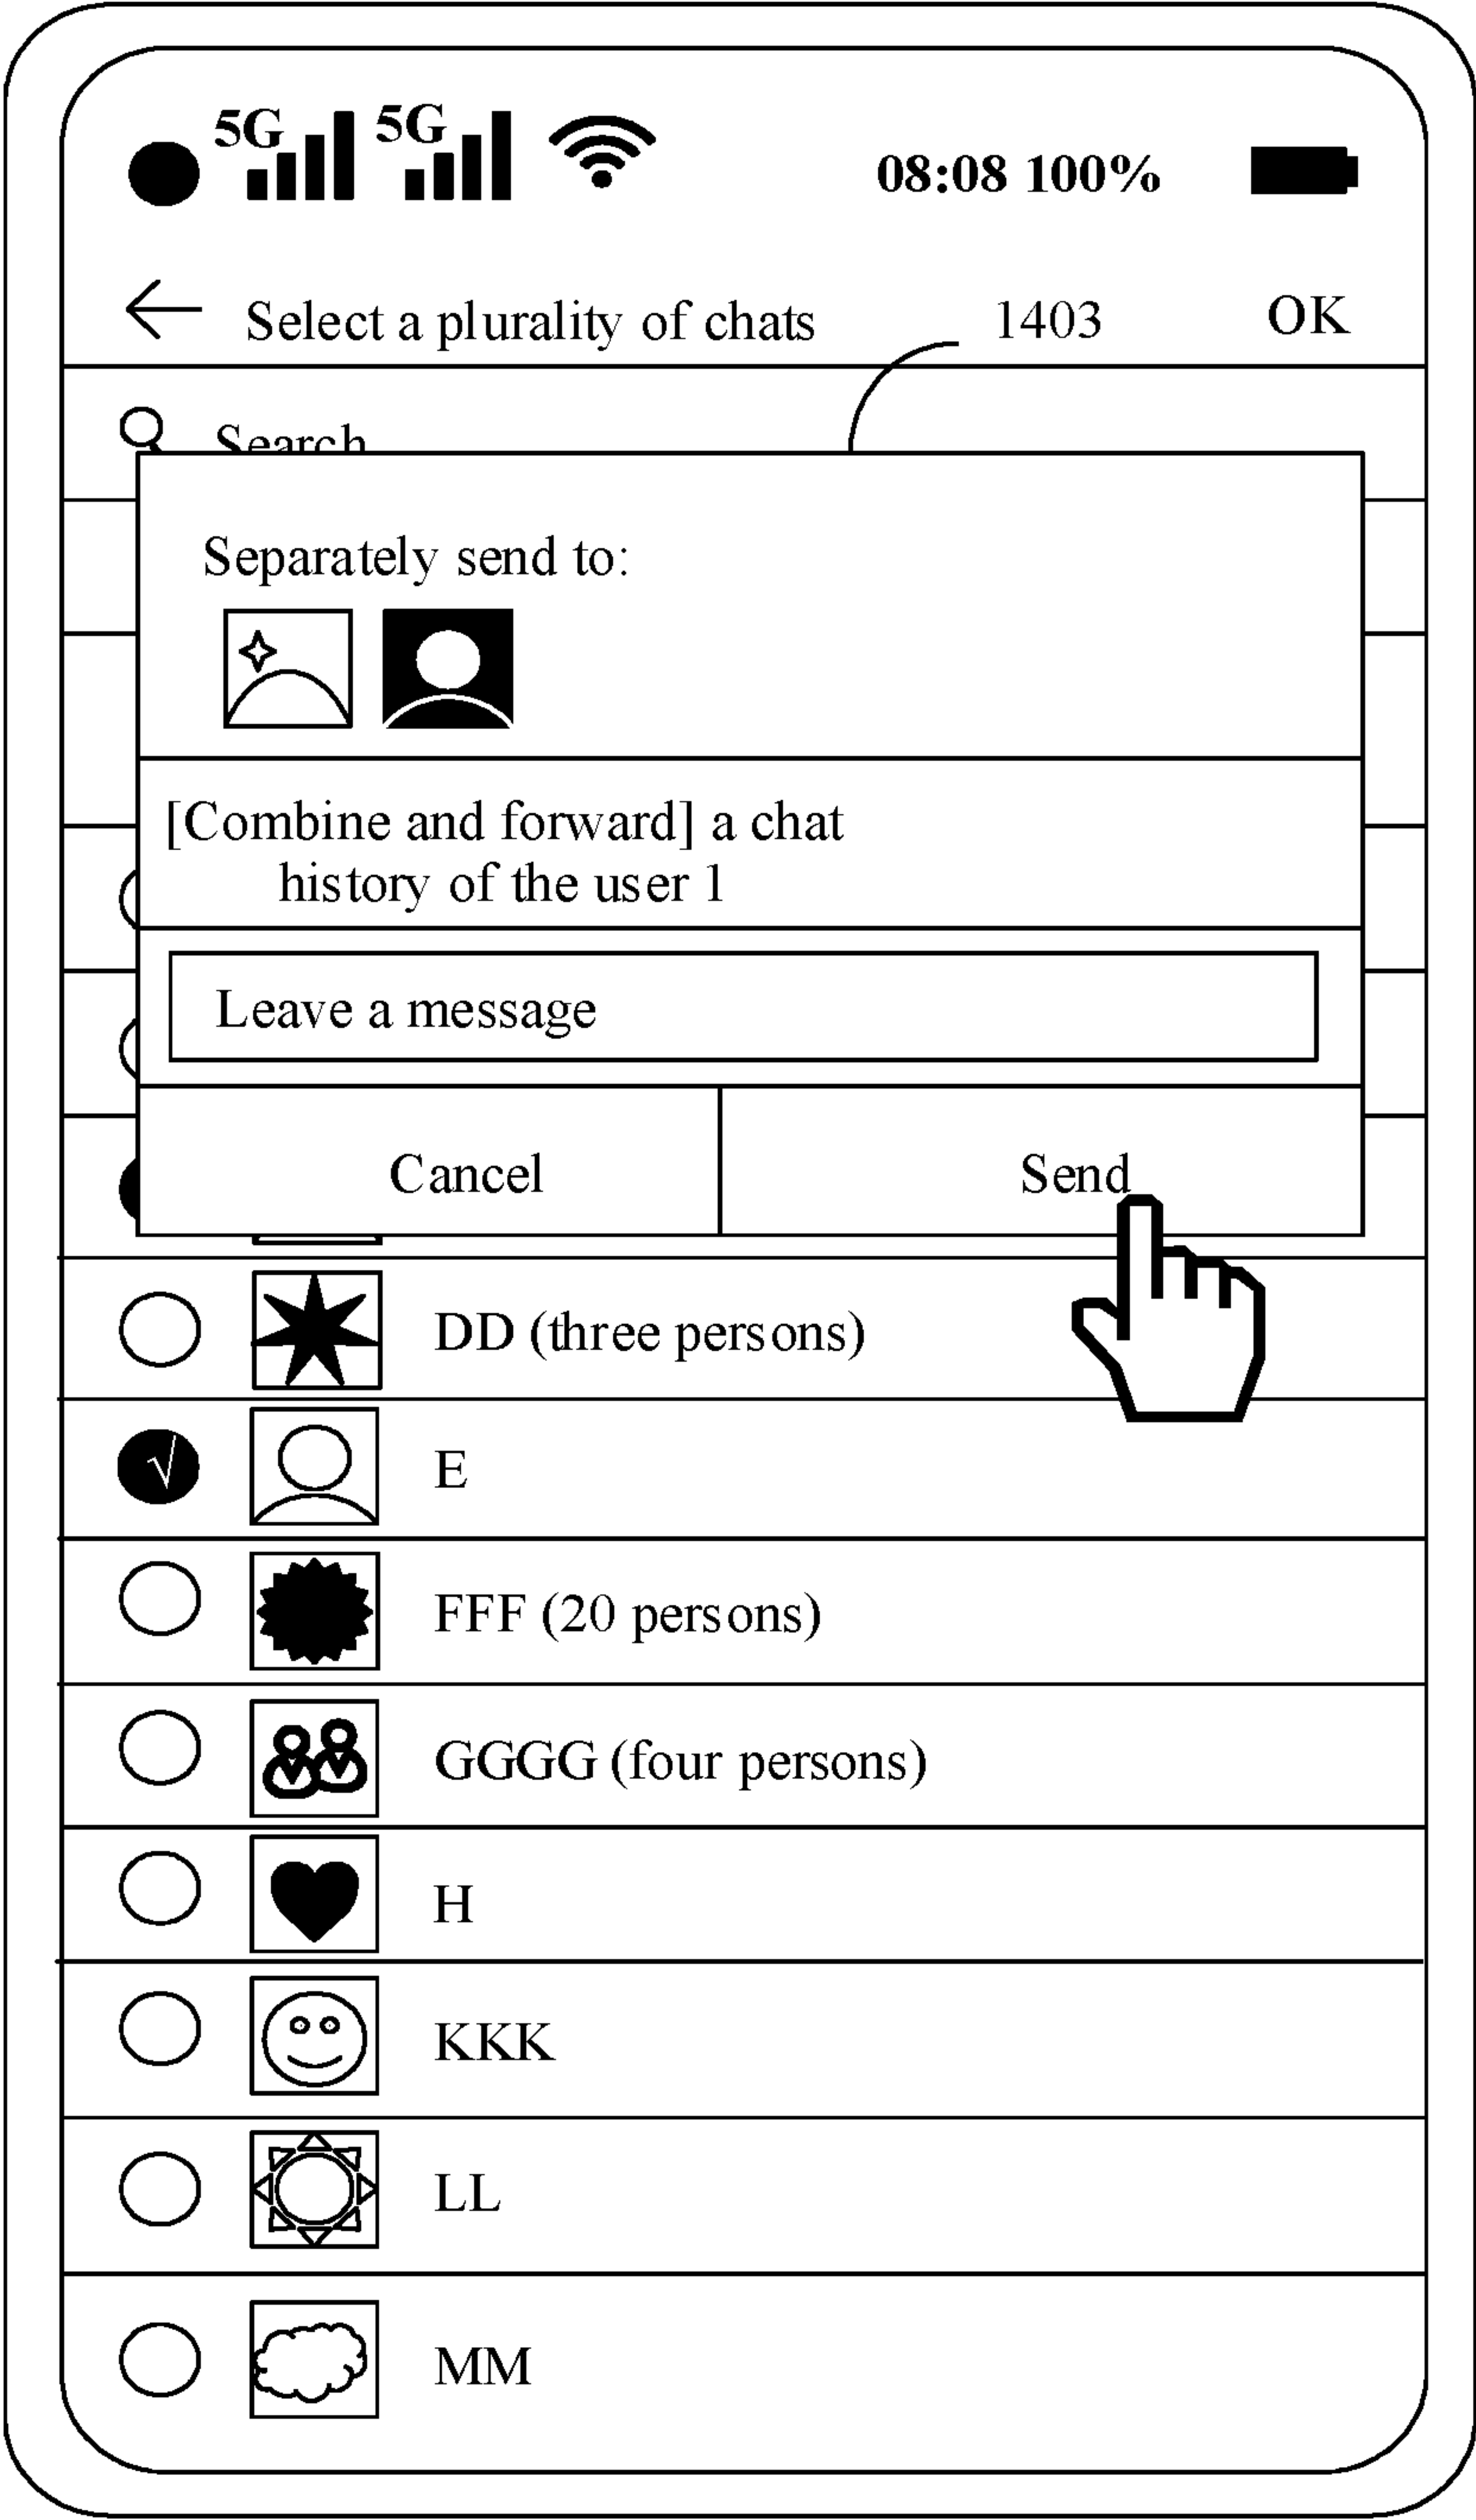 5G 5G 08:08 100%
Select a plurality of chats 1403 OK
Search
Separately send to:
[Combine and forward] a chat
history of the user 1
Leave a message
Cancel Send
DD (three persons)
√ E
FFF (20 persons)
GGGG (four persons)
H
KKK
LL
MM